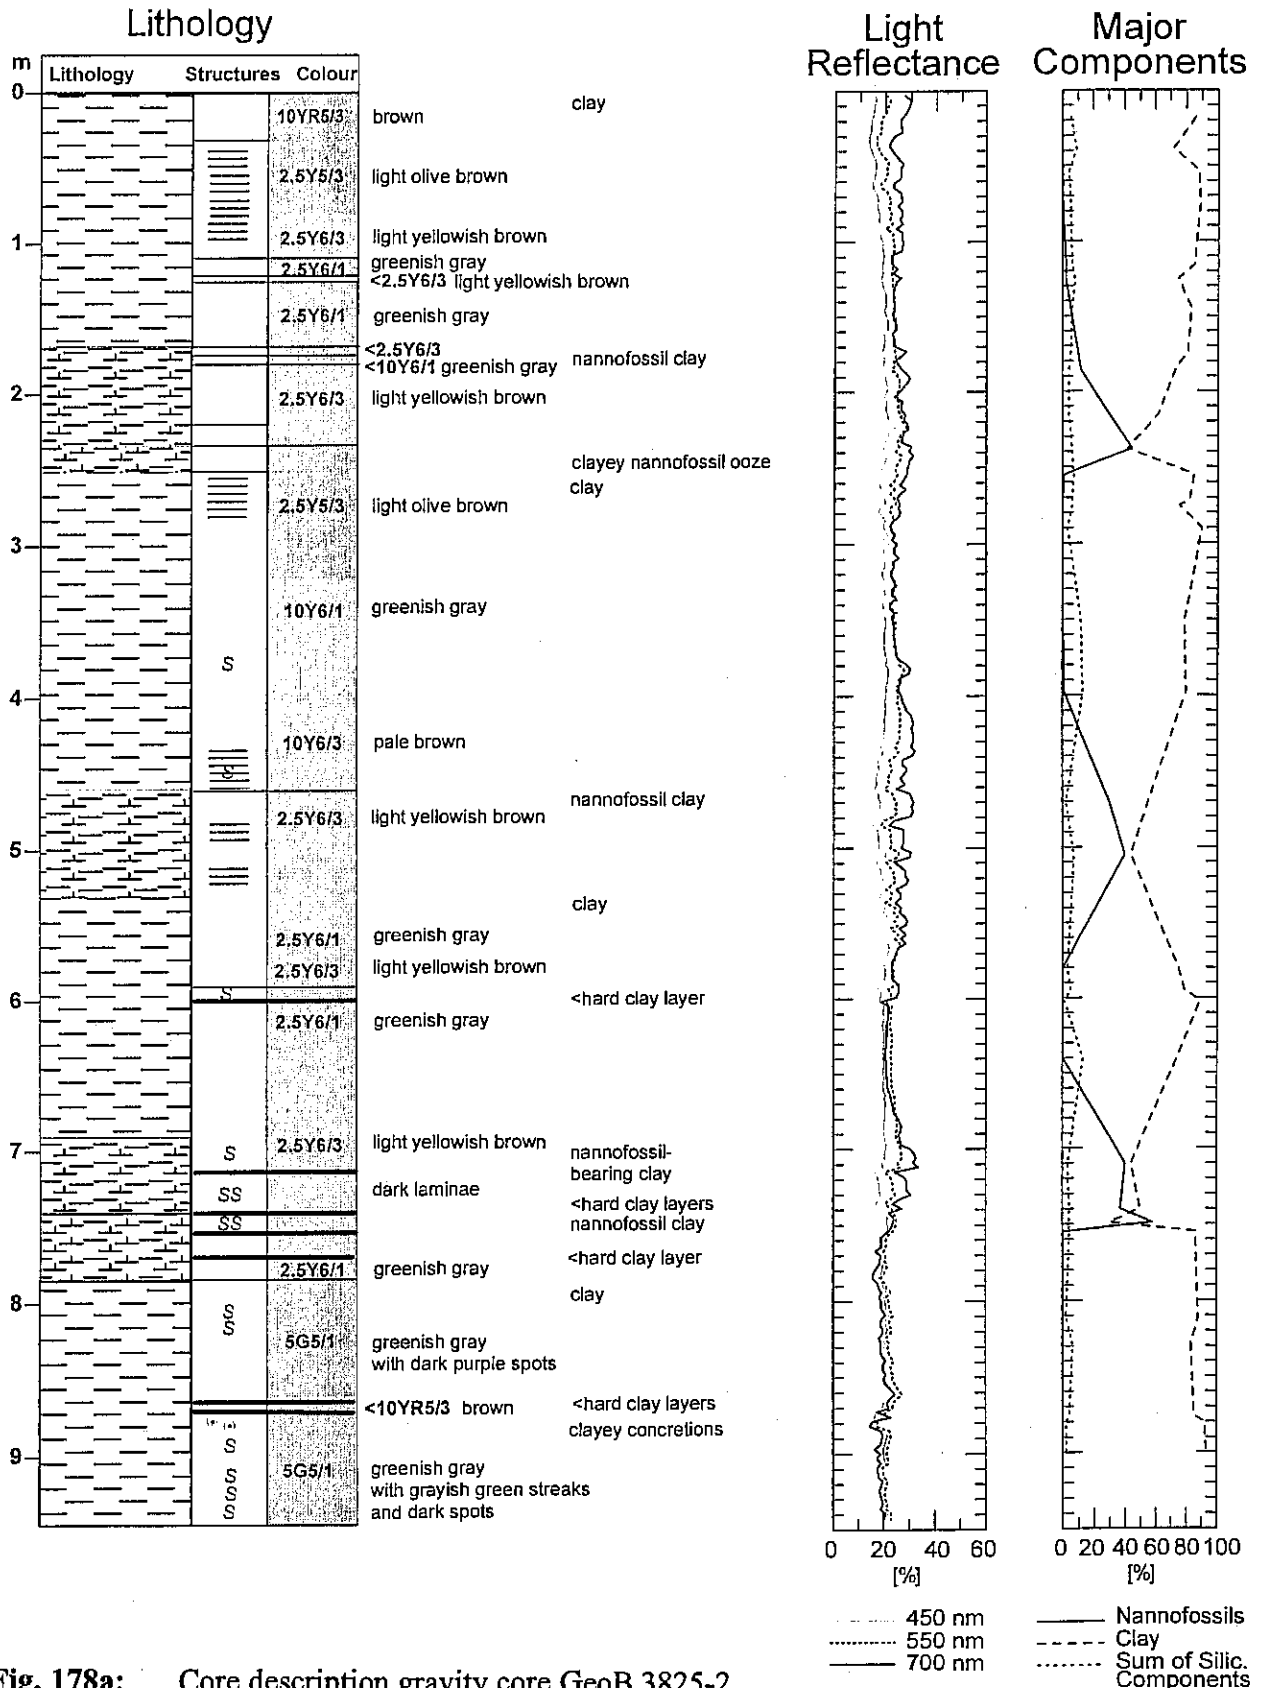 Lithology
Light
Reflectance
Major
Components
m
Lithology Structures Colour
0
10YR5/3 brown clay
2.5Y5/3 light olive brown
2.5Y6/3 light yellowish brown
1
2.5Y6/1 greenish gray
<2.5Y6/3 light yellowish brown
2.5Y6/1 greenish gray
<2.5Y6/3
<10Y6/1 greenish gray nannofossil clay
2
2.5Y6/3 light yellowish brown
clayey nannofossil ooze
clay
2.5Y5/3 light olive brown
3
10Y6/1 greenish gray
S
4
10Y6/3 pale brown
S
nannofossil clay
2.5Y6/3 light yellowish brown
5
clay
2.5Y6/1 greenish gray
2.5Y6/3 light yellowish brown
S
6 <hard clay layer
2.5Y6/1 greenish gray
S 2.5Y6/3 light yellowish brown
7 nannofossil-
bearing clay
SS dark laminae
<hard clay layers
SS nannofossil clay
<hard clay layer
2.5Y6/1 greenish gray
clay
8
S
S
5G5/1 greenish gray
with dark purple spots
<hard clay layers
<10YR5/3 brown
clayey concretions
S
9
S 5G5/1 greenish gray
S with grayish green streaks
S and dark spots
0 20 40 60
[%]
0 20 40 60 80 100
[%]
450 nm
550 nm
700 nm
Nannofossils
Clay
Sum of Silic.
Components
Fig. 178a: Core description gravity core GeoB 3825-2